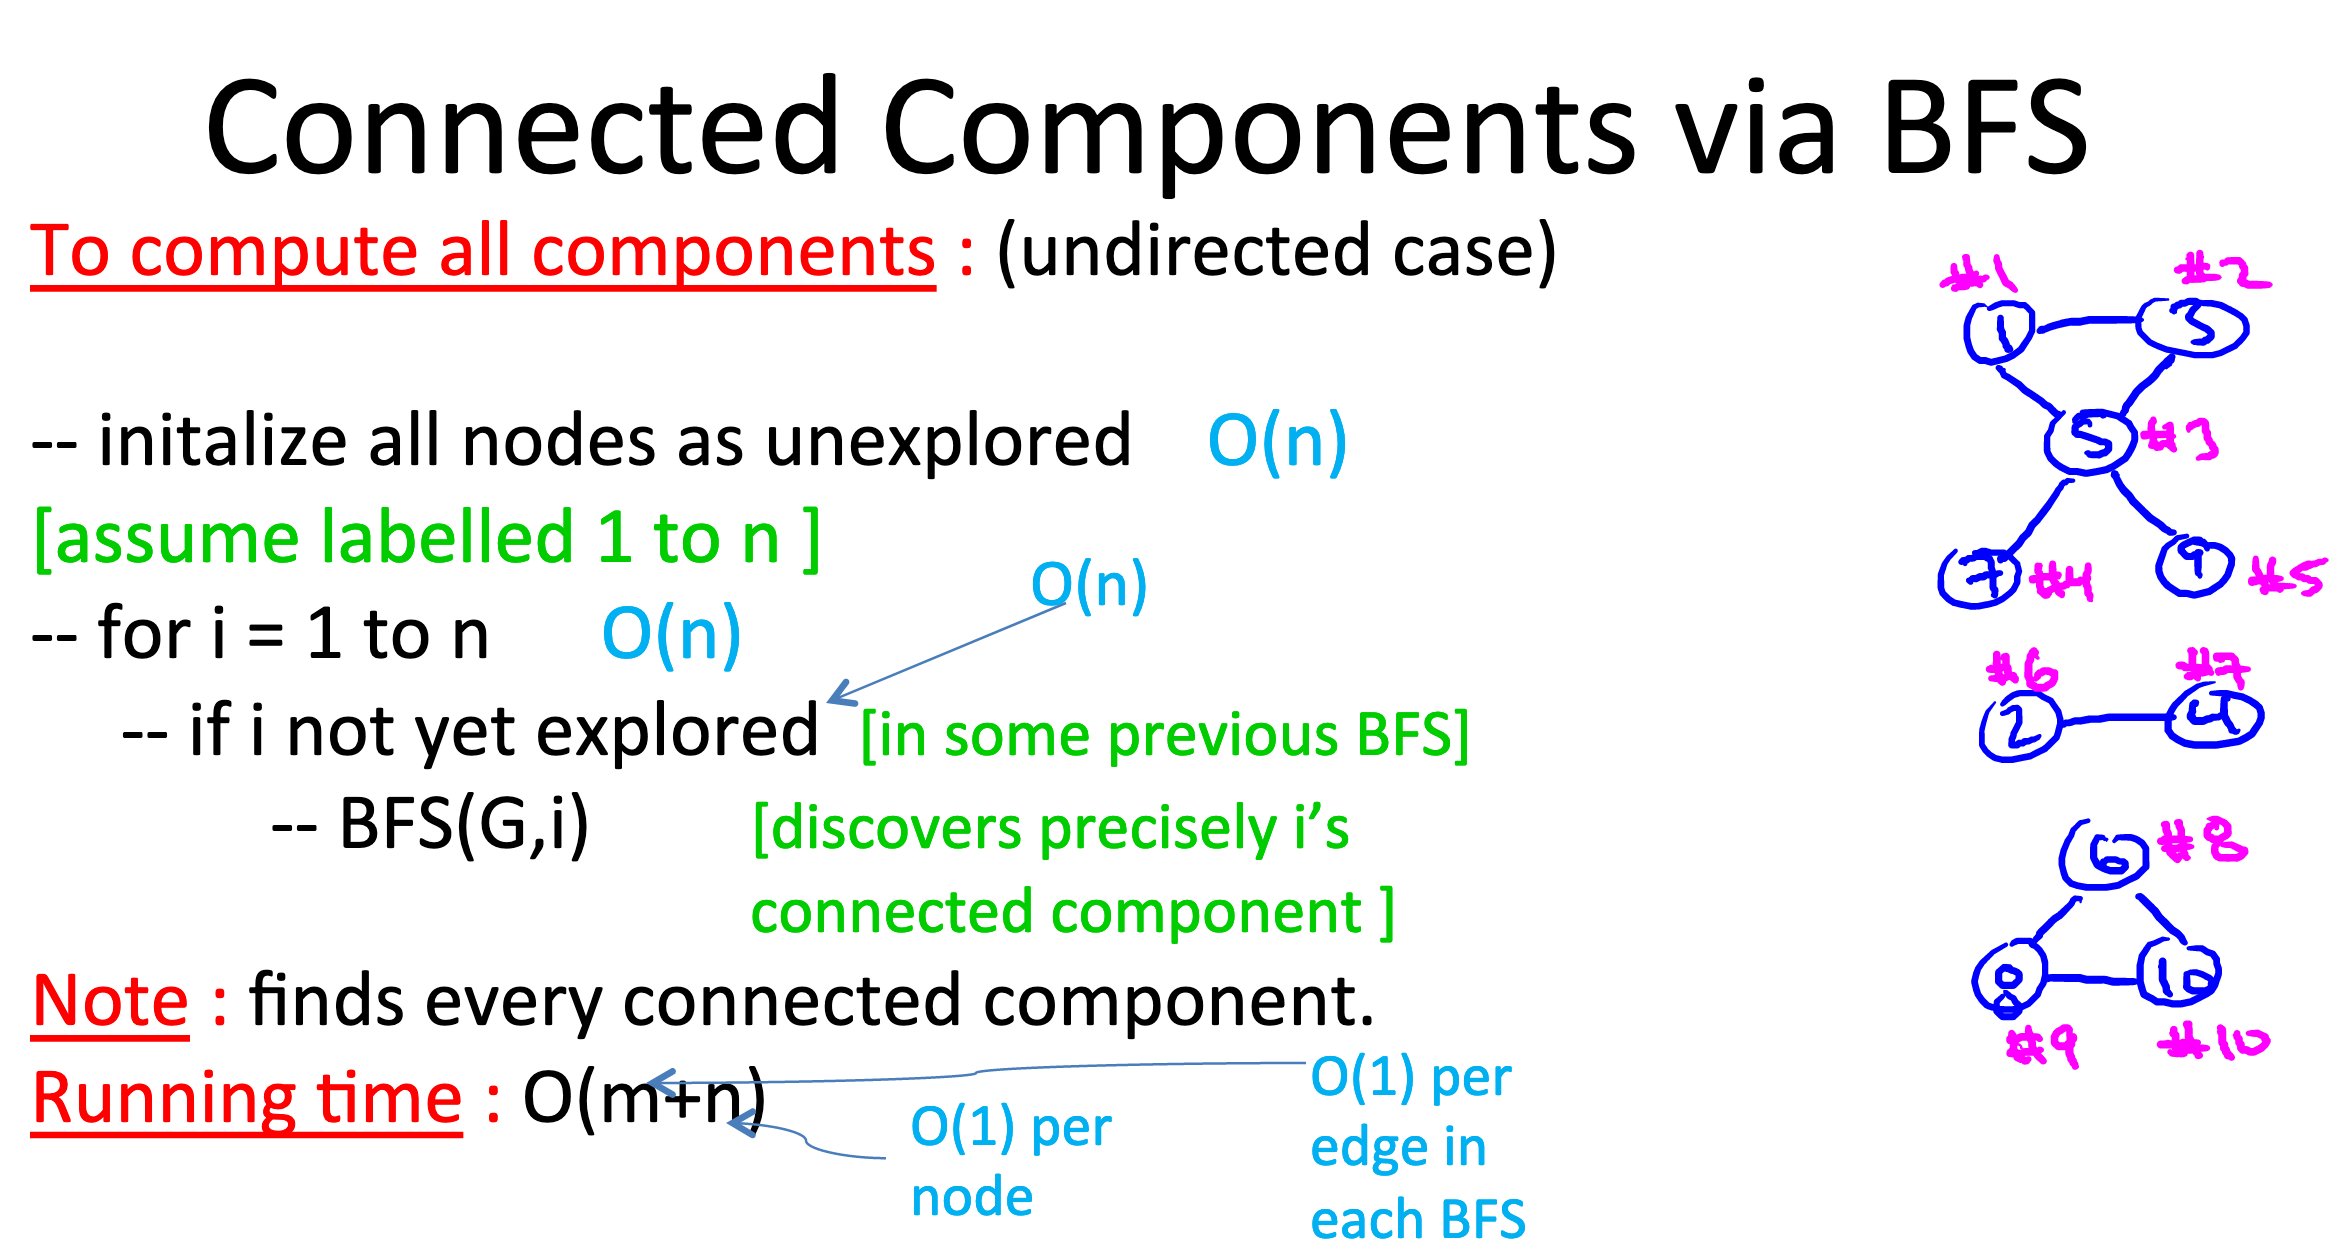 Connected Components via BFS
To compute all components : (undirected case)
-- initalize all nodes as unexplored O(n)
[assume labelled 1 to n ]
-- for i = 1 to n O(n)
O(n)
-- if i not yet explored [in some previous BFS]
-- BFS(G,i) [discovers precisely i’s
connected component ]
Note : finds every connected component.
Running time : O(m+n)
O(1) per
node
O(1) per
edge in
each BFS
#1 #2
1 3
5 #3
7 #4 9 #5
#6 #7
2 4
6 #8
8 10
#9 #10